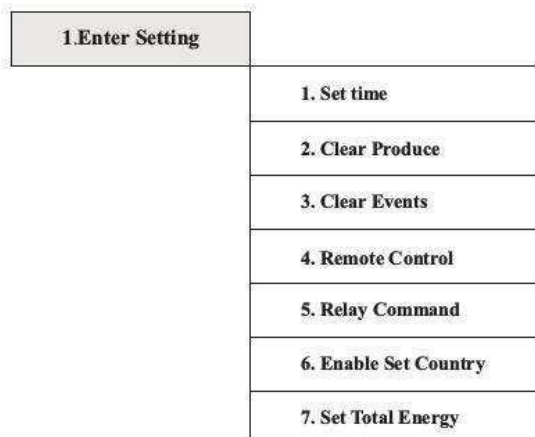 1.Enter Setting
1. Set time
2. Clear Produce
3. Clear Events
4. Remote Control
5. Relay Command
6. Enable Set Country
7. Set Total Energy